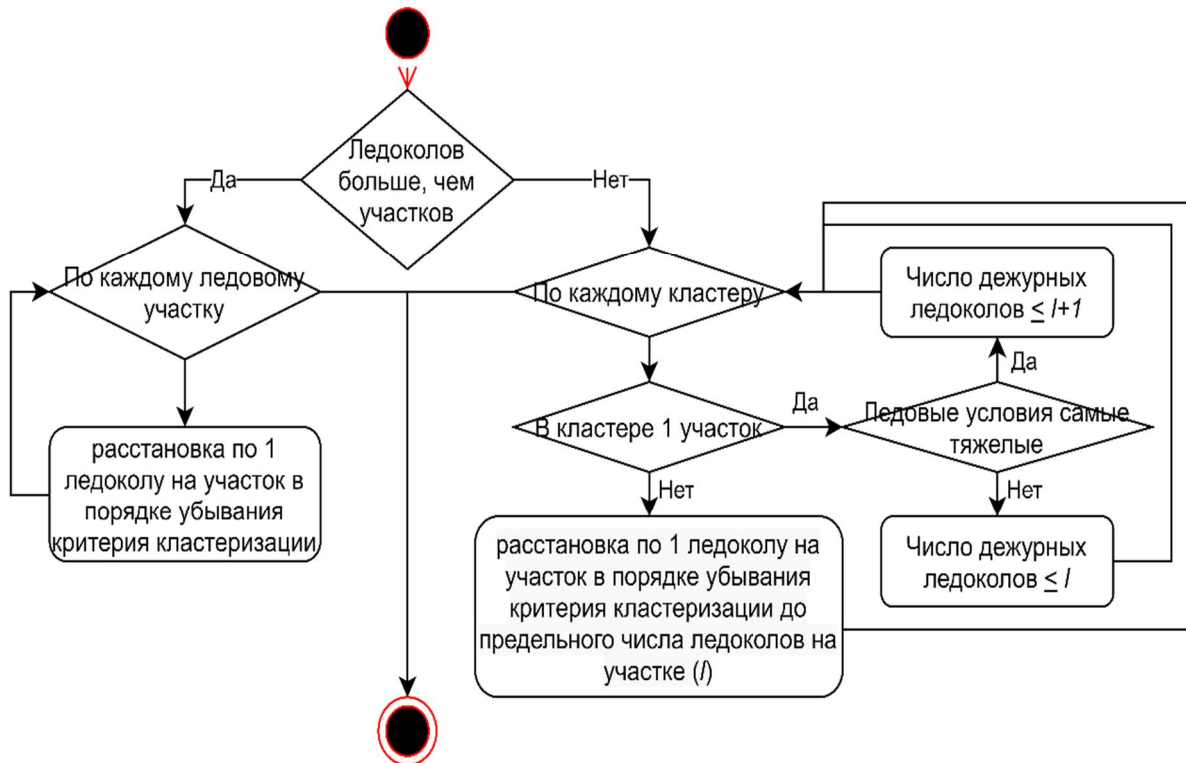 Ледоколов
больше, чем
участков
Да
Нет
По каждому ледовому
участку
По каждому кластеру
Число дежурных
ледоколов ≤ l+1
Да
В кластере 1 участок
Да
Ледовые условия самые
тяжелые
расстановка по 1
ледоколу на участок в
порядке убывания
критерия кластеризации
Нет
Нет
расстановка по 1 ледоколу на
участок в порядке убывания
критерия кластеризации до
предельного числа ледоколов на
участке (l)
Число дежурных
ледоколов ≤ l